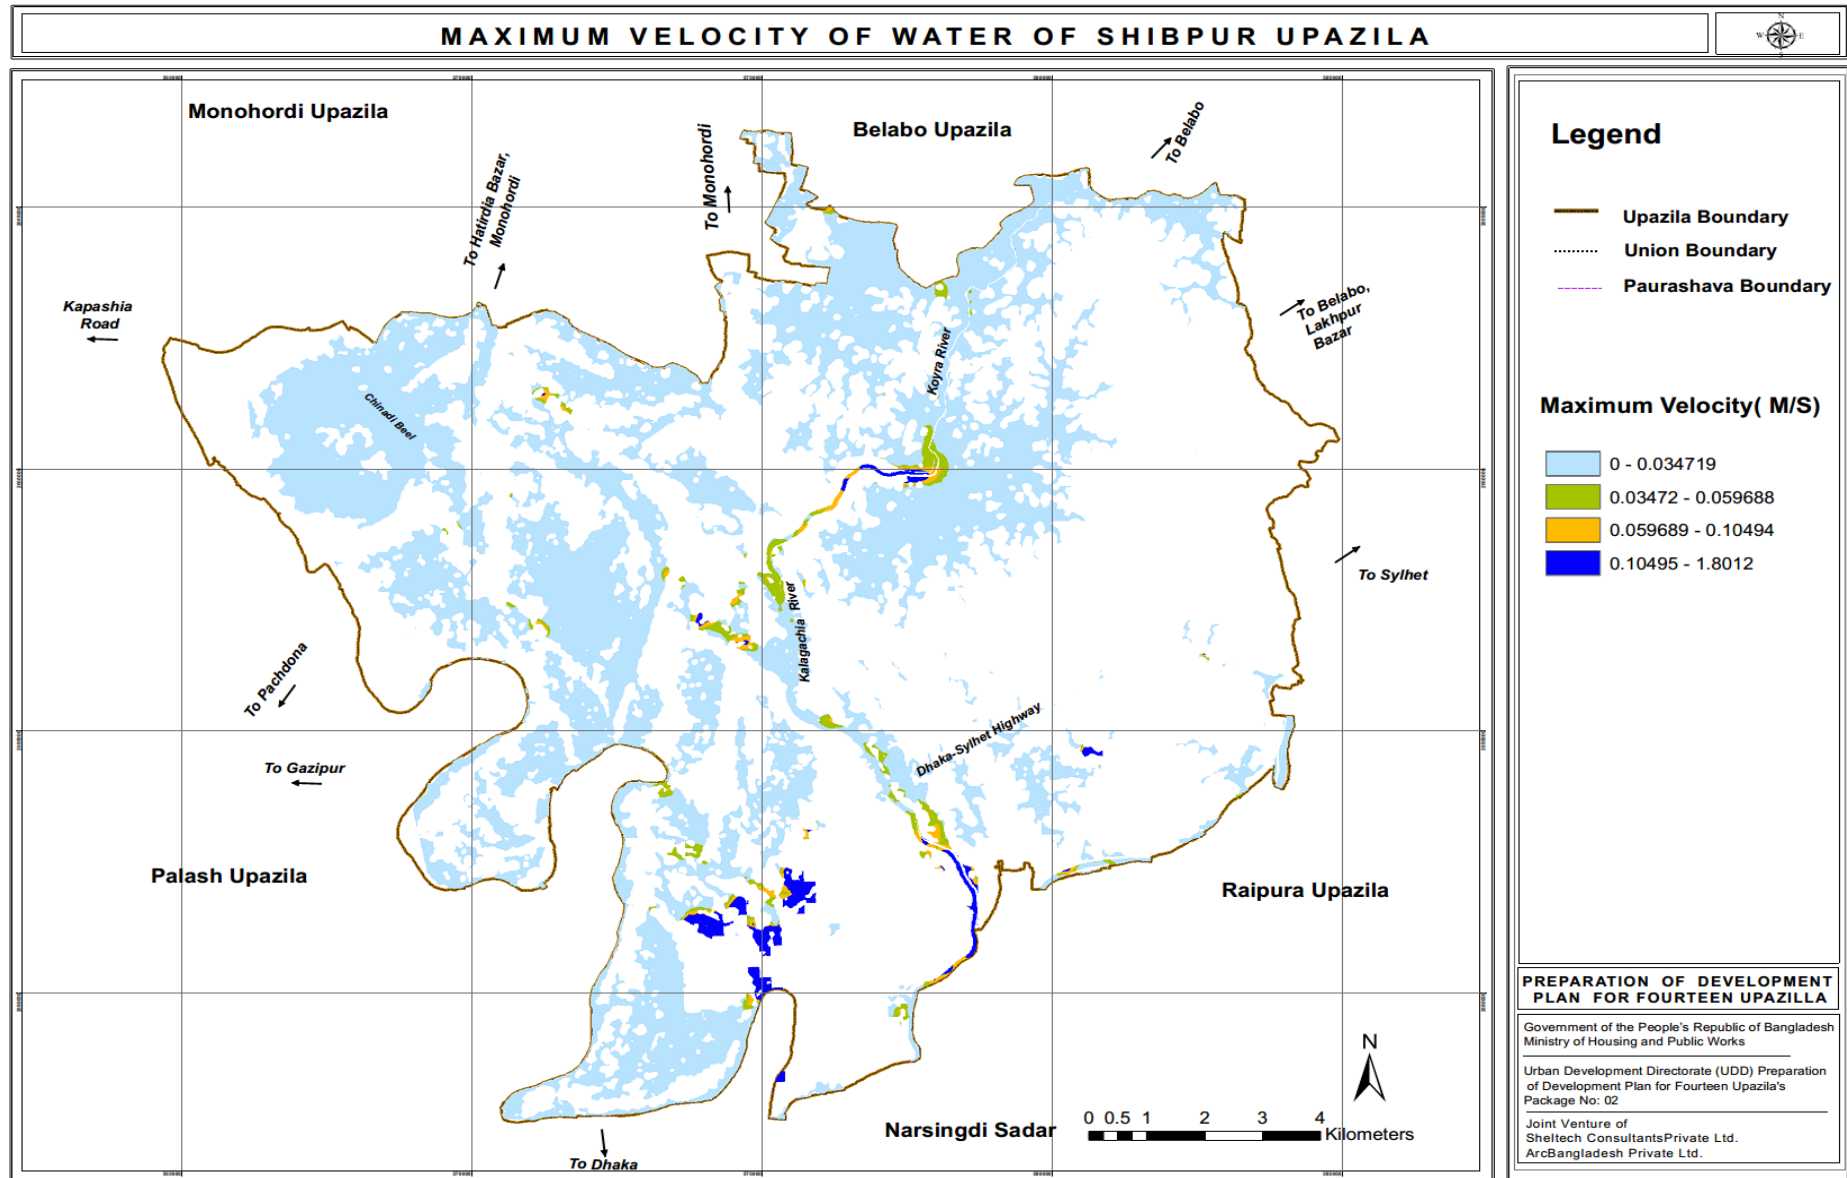 MAXIMUM VELOCITY OF WATER OF SHIBPUR UPAZILA
N
W
E
S
Monohordi Upazila
Belabo Upazila
To Belabo
To Monohordi
To Hatirdia Bazar,
Monohordi
Kapashia
Road
To Belabo,
Lakhpur
Bazar
Koyra River
Chinadi Beel
To Sylhet
Kalagachia River
To Pachdona
Dhaka-Sylhet Highway
To Gazipur
Palash Upazila
Raipura Upazila
N
Narsingdi Sadar
0 0.5 1 2 3 4
Kilometers
To Dhaka
Legend
Upazila Boundary
Union Boundary
Paurashava Boundary
Maximum Velocity( M/S)
0 - 0.034719
0.03472 - 0.059688
0.059689 - 0.10494
0.10495 - 1.8012
PREPARATION OF DEVELOPMENT
PLAN FOR FOURTEEN UPAZILLA
Government of the People's Republic of Bangladesh
Ministry of Housing and Public Works
Urban Development Directorate (UDD) Preparation
of Development Plan for Fourteen Upazila's
Package No: 02
Joint Venture of
Sheltech ConsultantsPrivate Ltd.
ArcBangladesh Private Ltd.